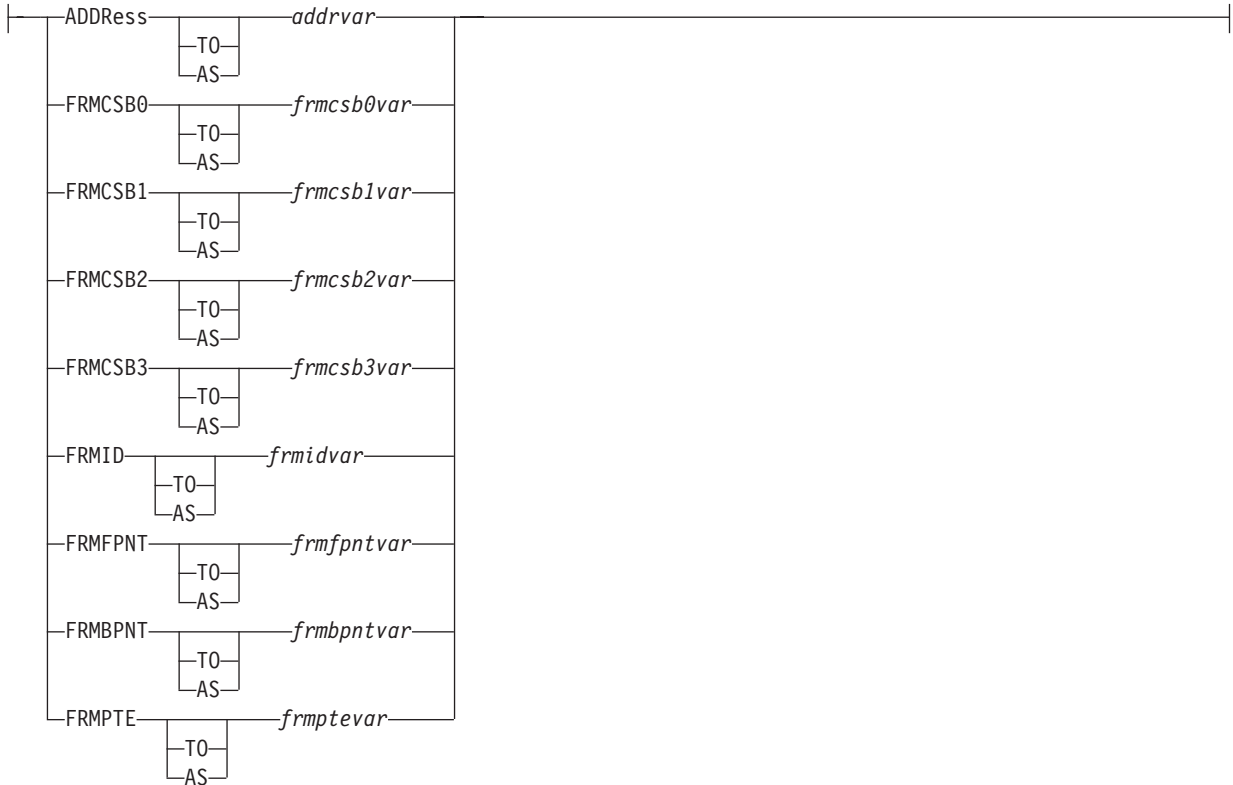 ADDRess addrvar
TO
AS
FRMCSB0 frmcsb0var
TO
AS
FRMCSB1 frmcsb1var
TO
AS
FRMCSB2 frmcsb2var
TO
AS
FRMCSB3 frmcsb3var
TO
AS
FRMID frmidvar
TO
AS
FRMFPNT frmfpntvar
TO
AS
FRMBPNT frmbpntvar
TO
AS
FRMPTE frmptevar
TO
AS